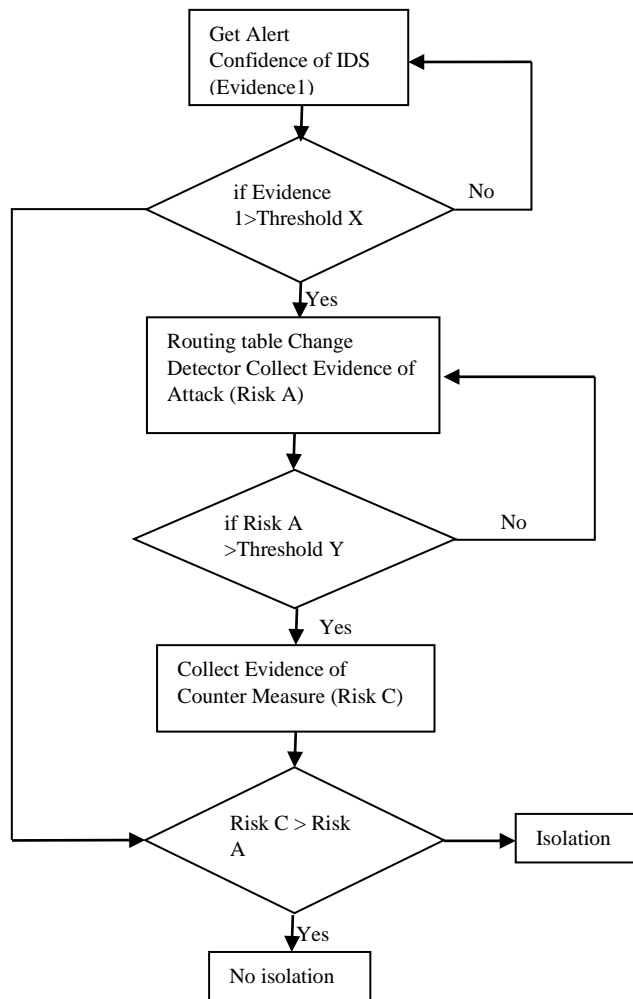 Get Alert
Confidence of IDS
(Evidence1)
if Evidence
1>Threshold X
No
Yes
Routing table Change
Detector Collect Evidence of
Attack (Risk A)
if Risk A
>Threshold Y
No
Yes
Collect Evidence of
Counter Measure (Risk C)
Risk C > Risk
A
Isolation
Yes
No isolation